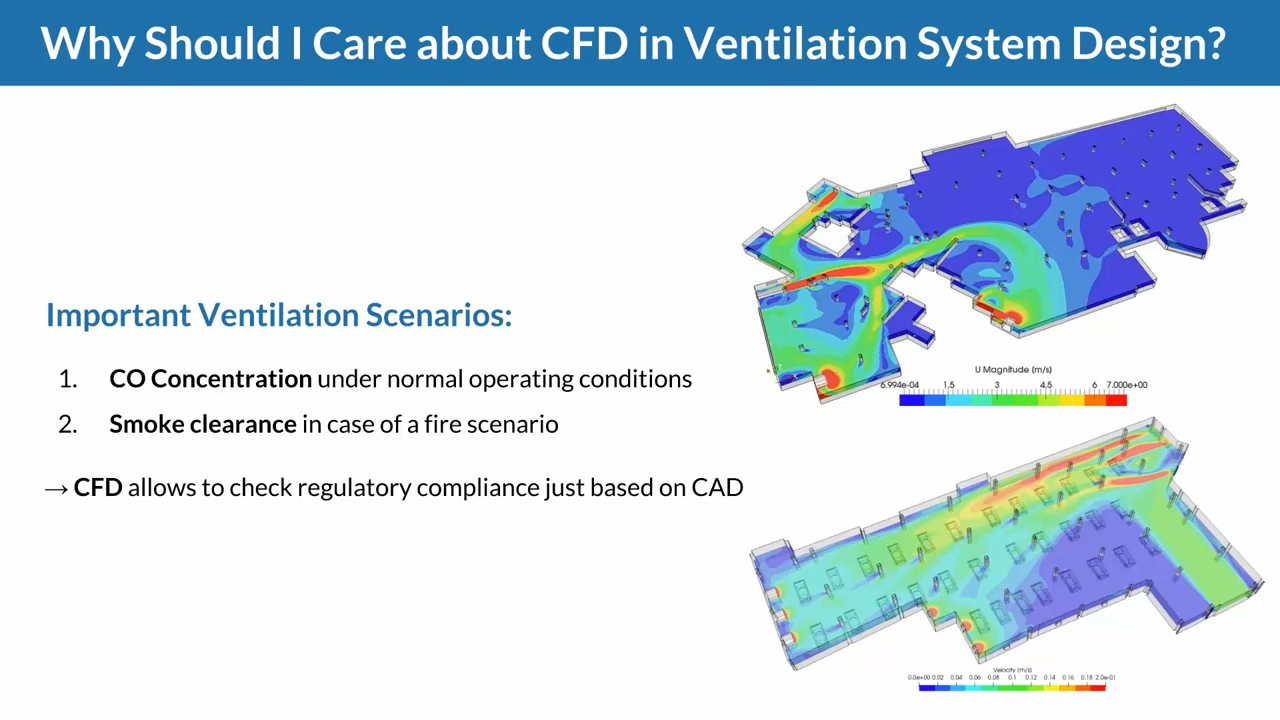 Why Should I Care about CFD in Ventilation System Design?
Important Ventilation Scenarios:
1. CO Concentration under normal operating conditions
2. Smoke clearance in case of a fire scenario
→ CFD allows to check regulatory compliance just based on CAD
U Magnitude (m/s)
6.994e-04 1.5 3 4.5 6 7.000e+00
Velocity (m/s)
0.0e+00 0.02 0.04 0.06 0.08 0.1 0.12 0.14 0.16 0.18 2.0e-01